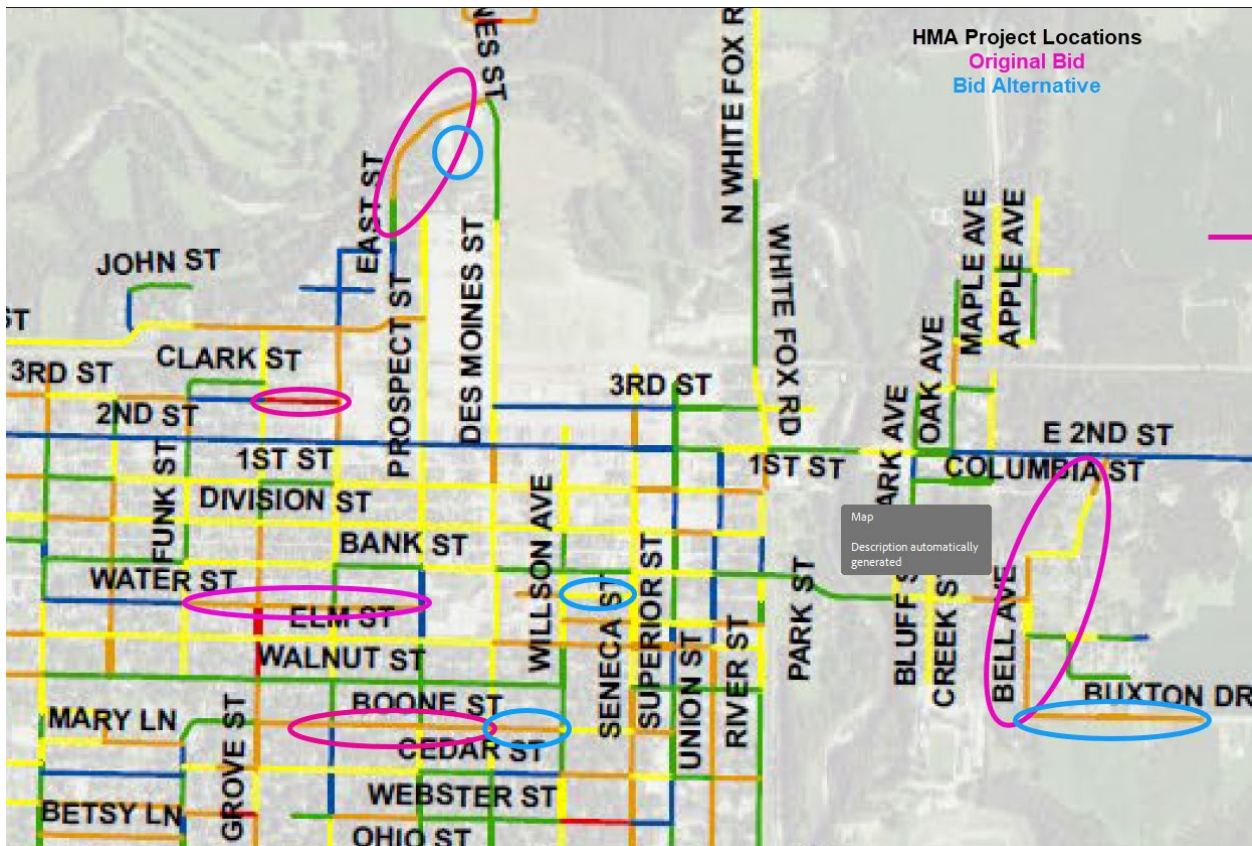 HMA Project Locations
Original Bid
Bid Alternative
NES ST
N WHITE FOX R
EAST ST
JOHN ST
PROSPECT ST
DES MOINES ST
WHITE FOX RD
MAPLE AVE
APPLE AVE
OAK AVE
ST
CLARK ST
3RD ST
3RD ST
2ND ST
E 2ND ST
1ST ST
1ST ST
COLUMBIA ST
ARK AVE
FUNK ST
DIVISION ST
WILLSON AVE
Map
Description automatically
generated
BANK ST
WATER ST
ELM ST
SENECA ST
SUPERIOR ST
UNION ST
RIVER ST
PARK ST
BLUFF S
CREEK S
BELL AVE
WALNUT ST
BOONE ST
BUXTON DR
MARY LN
GROVE ST
CEDAR ST
WEBSTER ST
BETSY LN
OHIO ST